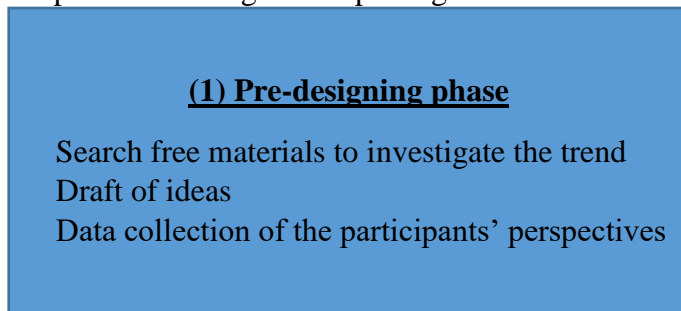 (1) Pre-designing phase
Search free materials to investigate the trend
Draft of ideas
Data collection of the participants’ perspectives